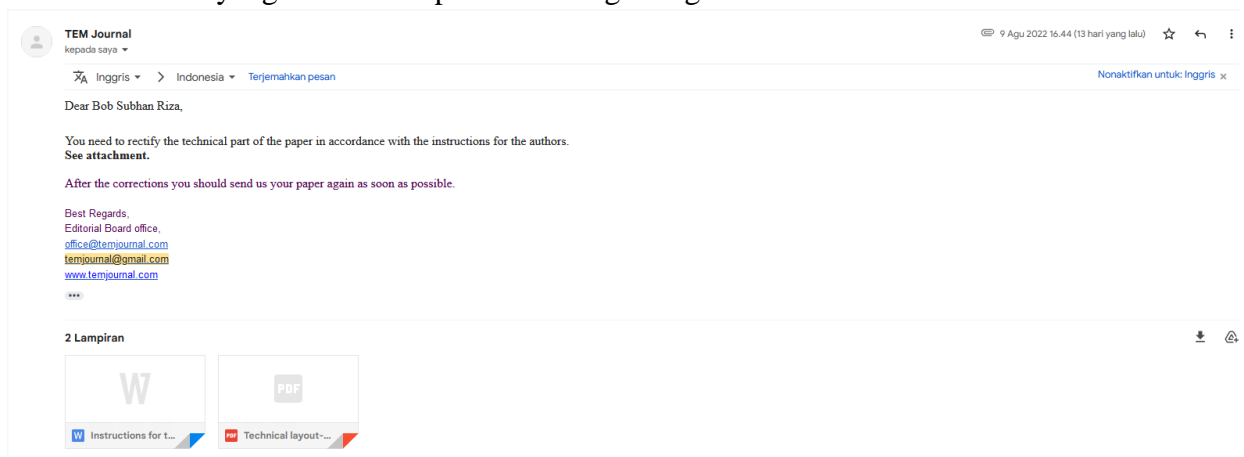 TEM Journal
9 Agu 2022 16.44 (13 hari yang lalu)
kepada saya
Inggris > Indonesia Terjemahkan pesan
Nonaktifkan untuk: Inggris x
Dear Bob Subhan Riza,
You need to rectify the technical part of the paper in accordance with the instructions for the authors.
See attachment.
After the corrections you should send us your paper again as soon as possible.
Best Regards,
Editorial Board office,
office@temjournal.com
temjournal@gmail.com
www.temjournal.com
2 Lampiran
W
PDF
W Instructions for t...
PDF Technical layout-...